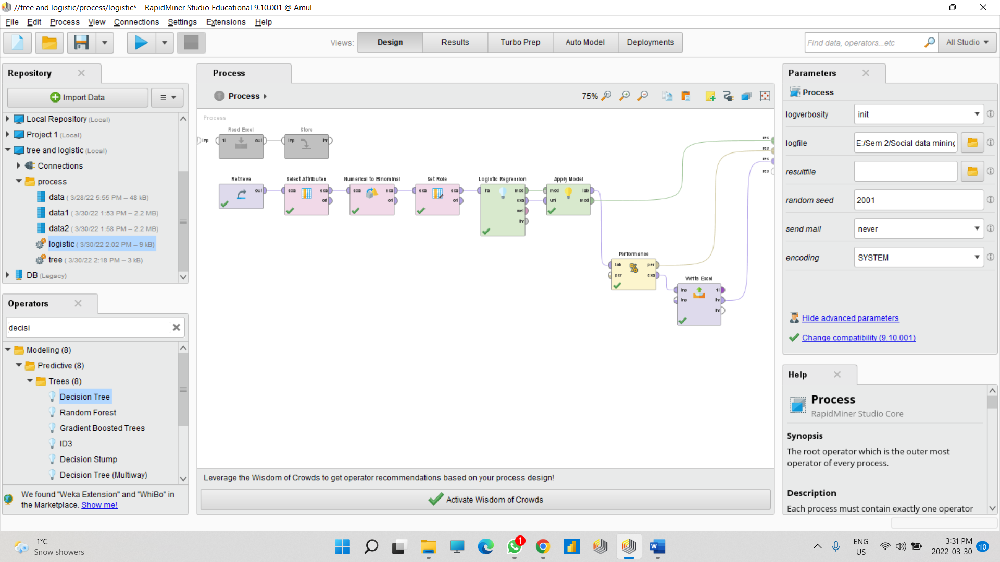 //tree and logistic/process/logistic* – RapidMiner Studio Educational 9.10.001 @ Amul
File Edit Process View Connections Settings Extensions Help
Views: Design Results Turbo Prep Auto Model Deployments
Find data, operators...etc
All Studio
Repository
Import Data
Local Repository (Local)
Project 1 (Local)
tree and logistic (Local)
Connections
process
data ( 3/28/22 5:55 PM – 48 kB)
data1 ( 3/30/22 1:53 PM – 2.2 MB)
data2 ( 3/30/22 1:58 PM – 2.2 MB)
logistic ( 3/30/22 2:02 PM – 9 kB)
tree ( 3/30/22 2:18 PM – 3 kB)
DB (Legacy)
Operators
decisi
Modeling (8)
Predictive (8)
Trees (8)
Decision Tree
Random Forest
Gradient Boosted Trees
ID3
Decision Stump
Decision Tree (Multiway)
We found "Weka Extension" and "WhiBo" in
the Marketplace. Show me!
Process
Process
75%
Process
Read Excel Store
inp fil out inp thr
res
res
res
res
Retrieve Select Attributes Numerical to Binominal Set Role Logistic Regression Apply Model
out exa exa exa exa exa exa tra mod mod lab
ori ori ori exa unl mod
wei
thr
Performance
lab per
per exa
Write Excel
inp fil
inp thr
thr
Leverage the Wisdom of Crowds to get operator recommendations based on your process design!
Activate Wisdom of Crowds
Parameters
Process
logverbosity init
logfile E:/Sem 2/Social data mining
resultfile
random seed 2001
send mail never
encoding SYSTEM
Hide advanced parameters
Change compatibility (9.10.001)
Help
Process
RapidMiner Studio Core
Synopsis
The root operator which is the outer most
operator of every process.
Description
Each process must contain exactly one operator
-1°C
Snow showers
1
ENG
US
3:31 PM
2022-03-30
10